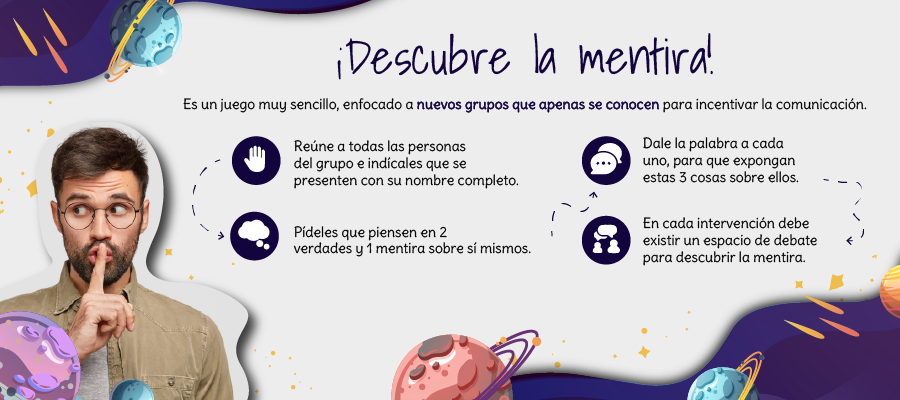 ¡Descubre la mentira!
Es un juego muy sencillo, enfocado a nuevos grupos que apenas se conocen para incentivar la comunicación.
Reúne a todas las personas
del grupo e indícales que se
presenten con su nombre completo.
Pídeles que piensen en 2
verdades y 1 mentira sobre sí mismos.
Dale la palabra a cada
uno, para que expongan
estas 3 cosas sobre ellos.
En cada intervención debe
existir un espacio de debate
para descubrir la mentira.